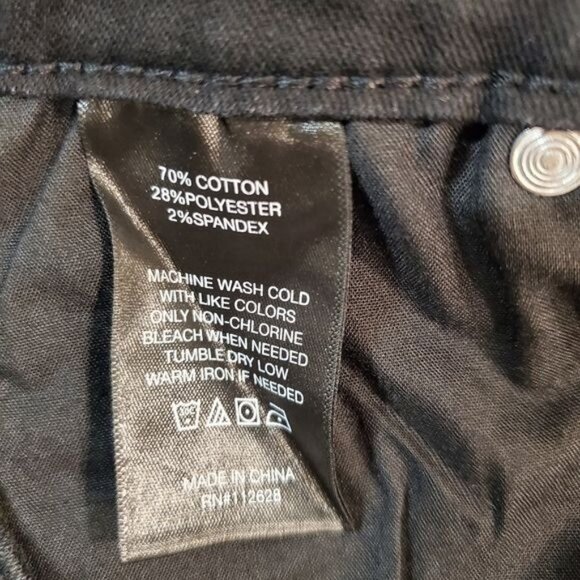 70% COTTON
28%POLYESTER
2%SPANDEX
MACHINE WASH COLD
WITH LIKE COLORS
ONLY NON-CHLORINE
BLEACH WHEN NEEDED
TUMBLE DRY LOW
WARM IRON IF NEEDED
MADE IN CHINA
RN#112628